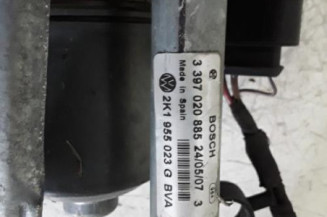 BOSCH
3 397 020 885 24/05/07 3
Made in Spain
2K1 955 023 G BVA